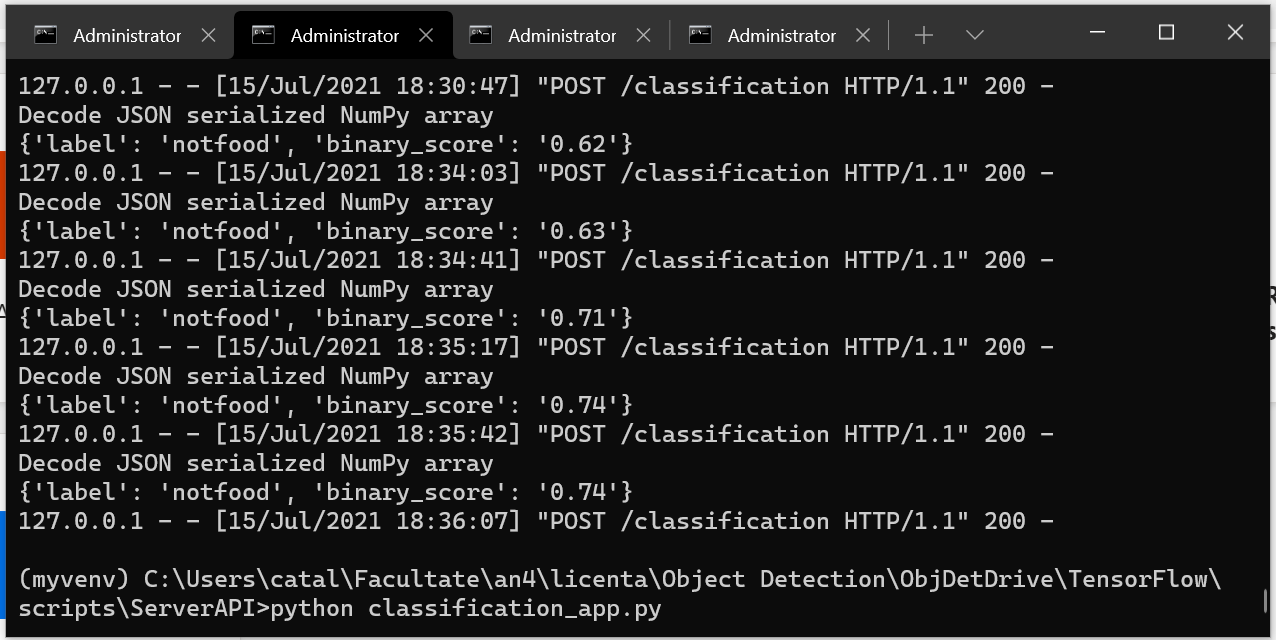 Administrator
Administrator
Administrator
Administrator
127.0.0.1 - - [15/Jul/2021 18:30:47] "POST /classification HTTP/1.1" 200 -
Decode JSON serialized NumPy array
{'label': 'notfood', 'binary_score': '0.62'}
127.0.0.1 - - [15/Jul/2021 18:34:03] "POST /classification HTTP/1.1" 200 -
Decode JSON serialized NumPy array
{'label': 'notfood', 'binary_score': '0.63'}
127.0.0.1 - - [15/Jul/2021 18:34:41] "POST /classification HTTP/1.1" 200 -
Decode JSON serialized NumPy array
{'label': 'notfood', 'binary_score': '0.71'}
127.0.0.1 - - [15/Jul/2021 18:35:17] "POST /classification HTTP/1.1" 200 -
Decode JSON serialized NumPy array
{'label': 'notfood', 'binary_score': '0.74'}
127.0.0.1 - - [15/Jul/2021 18:35:42] "POST /classification HTTP/1.1" 200 -
Decode JSON serialized NumPy array
{'label': 'notfood', 'binary_score': '0.74'}
127.0.0.1 - - [15/Jul/2021 18:36:07] "POST /classification HTTP/1.1" 200 -
(myvenv) C:\Users\catal\Facultate\an4\licenta\Object Detection\ObjDetDrive\TensorFlow\
scripts\ServerAPI>python classification_app.py